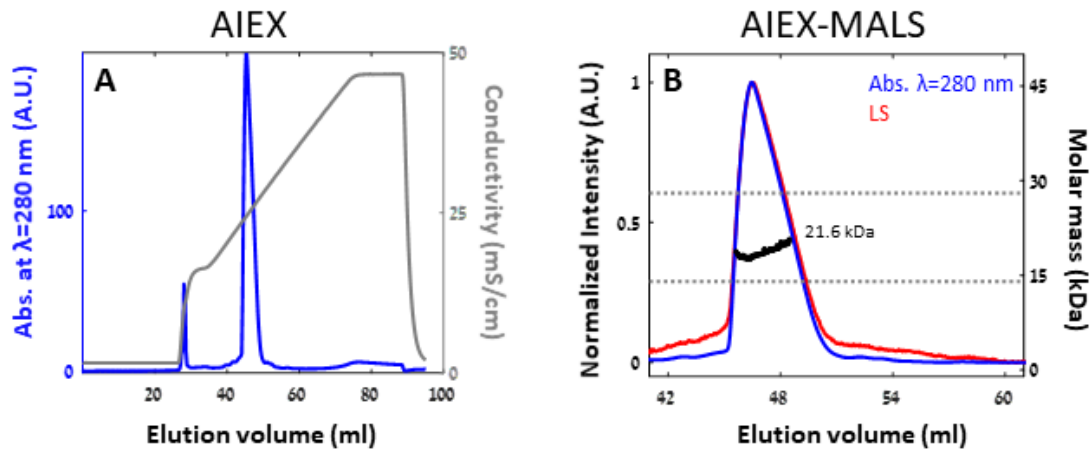 AIEX
A
Abs. at λ=280 nm (A.U.)
100
0
50
25
0
Conductivity (mS/cm)
20
40
60
80
100
Elution volume (ml)
AIEX-MALS
B
Abs. λ=280 nm
LS
Normalized Intensity (A.U.)
1
0.5
0
45
30
15
0
Molar mass (kDa)
21.6 kDa
42
48
54
60
Elution volume (ml)